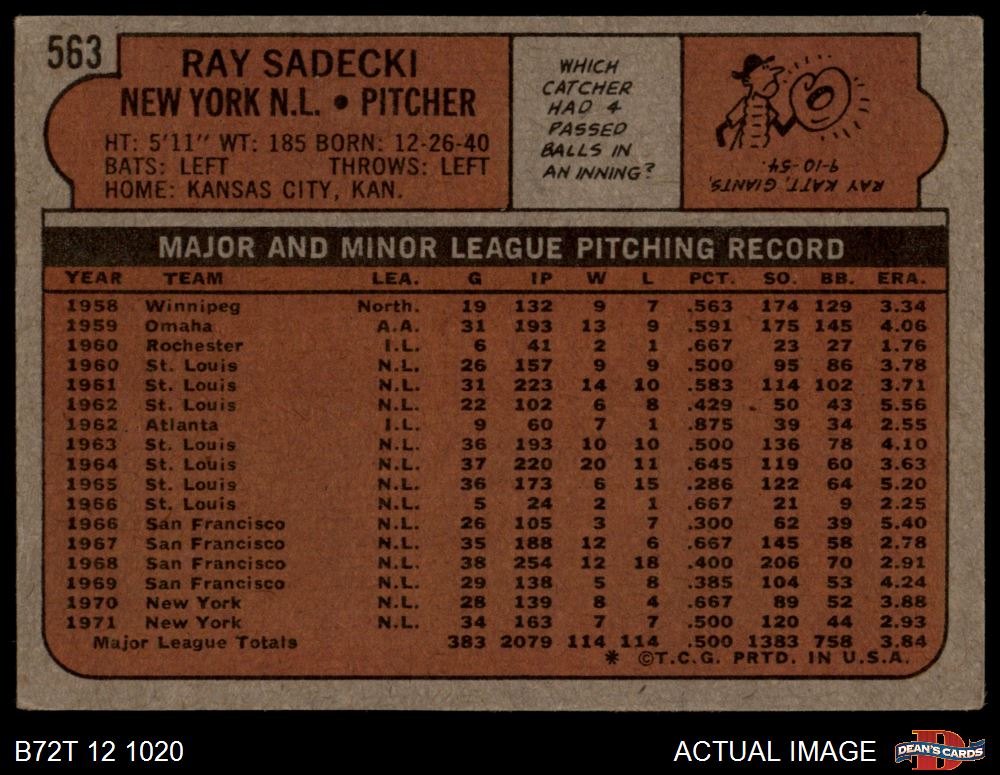 563
RAY SADECKI
NEW YORK N.L. • PITCHER
HT: 5'11" WT: 185 BORN: 12-26-40
BATS: LEFT THROWS: LEFT
HOME: KANSAS CITY, KAN.
WHICH
CATCHER
HAD 4
PASSED
BALLS IN
AN INNING?
RAY KATT, GIANTS,
9-10-54.
MAJOR AND MINOR LEAGUE PITCHING RECORD
YEAR TEAM LEA. G IP W L PCT. SO. BB. ERA.
1958 Winnipeg North. 19 132 9 7 .563 174 129 3.34
1959 Omaha A.A. 31 193 13 9 .591 175 145 4.06
1960 Rochester I.L. 6 41 2 1 .667 23 27 1.76
1960 St. Louis N.L. 26 157 9 9 .500 95 86 3.78
1961 St. Louis N.L. 31 223 14 10 .583 114 102 3.71
1962 St. Louis N.L. 22 102 6 8 .429 50 43 5.56
1962 Atlanta I.L. 9 60 7 1 .875 39 34 2.55
1963 St. Louis N.L. 36 193 10 10 .500 136 78 4.10
1964 St. Louis N.L. 37 220 20 11 .645 119 60 3.63
1965 St. Louis N.L. 36 173 6 15 .286 122 64 5.20
1966 St. Louis N.L. 5 24 2 1 .667 21 9 2.25
1966 San Francisco N.L. 26 105 3 7 .300 62 39 5.40
1967 San Francisco N.L. 35 188 12 6 .667 145 58 2.78
1968 San Francisco N.L. 38 254 12 18 .400 206 70 2.91
1969 San Francisco N.L. 29 138 5 8 .385 104 53 4.24
1970 New York N.L. 28 139 8 4 .667 89 52 3.88
1971 New York N.L. 34 163 7 7 .500 120 44 2.93
Major League Totals 383 2079 114 114 .500 1383 758 3.84
* ©T.C.G. PRTD. IN U.S.A.
B72T 12 1020
ACTUAL IMAGE
D
DEAN'S CARDS